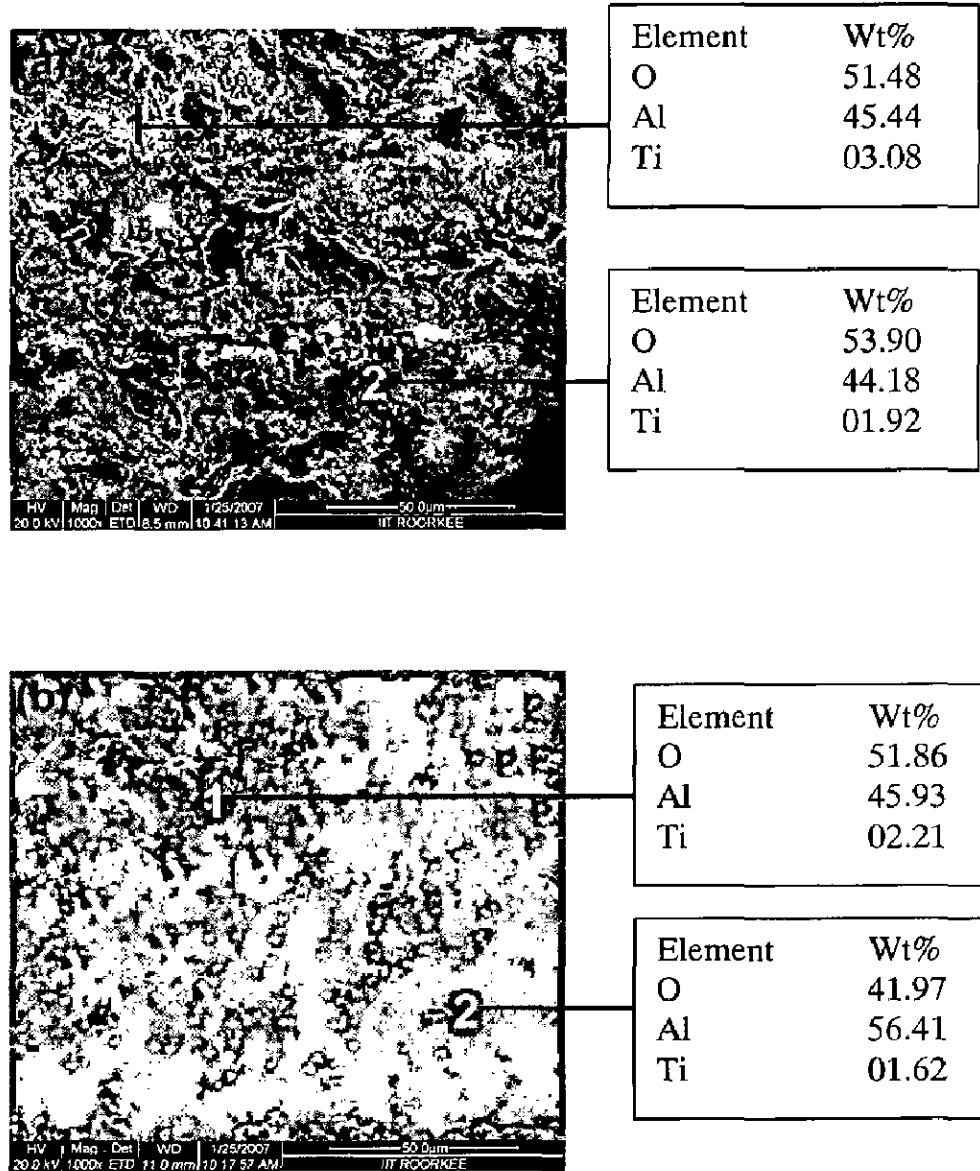 (a)
Element Wt%
O 51.48
Al 45.44
Ti 03.08
1
Element Wt%
O 53.90
Al 44.18
Ti 01.92
2
HV Mag Det WD 1/25/2007 50.0µm
20.0 kV 1000x ETD 8.5 mm 10:41:13 AM IIT ROORKEE
(b)
Element Wt%
O 51.86
Al 45.93
Ti 02.21
1
Element Wt%
O 41.97
Al 56.41
Ti 01.62
2
HV Mag Det WD 1/25/2007 50.0µm
20.0 kV 1000x ETD 11.0 mm 10:17:57 AM IIT ROORKEE